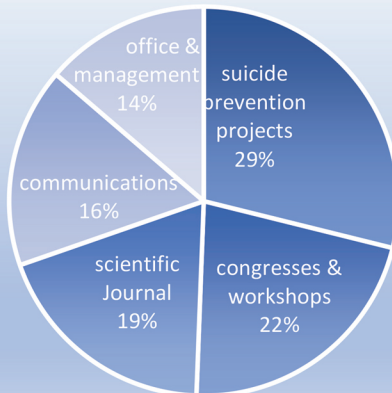 office &
management
14%
suicide
prevention
projects
29%
communications
16%
scientific
Journal
19%
congresses &
workshops
22%